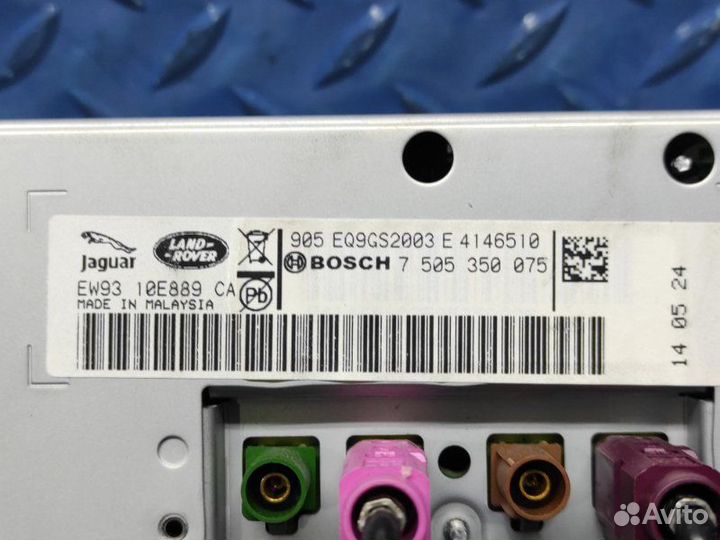 Jaguar
LAND-
ROVER
Pb
905 EQ9GS2003 E 4146510
BOSCH 7 505 350 075
EW93 10E889 CA
MADE IN MALAYSIA
14 05 24
Avito